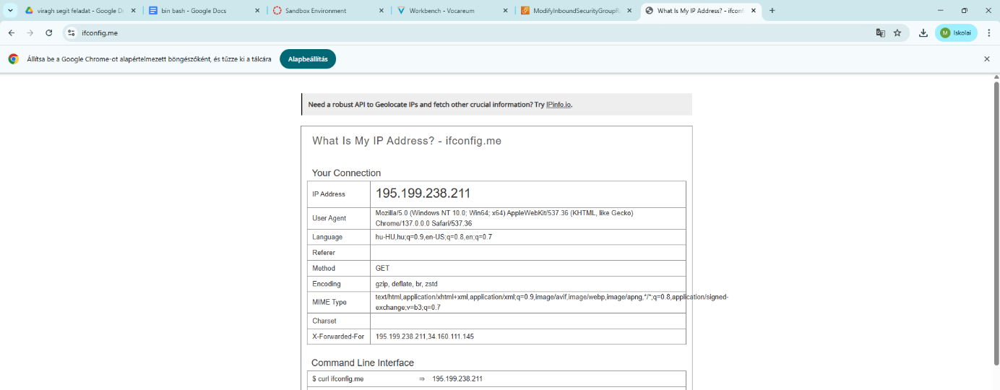 viragh segit feladat - Google Dr
bin bash - Google Docs
Sandbox Environment
Workbench - Vocareum
ModifyInboundSecurityGroupR
What Is My IP Address? - ifconfi
ifconfig.me
M Iskolai
Állítsa be a Google Chrome-ot alapértelmezett böngészőként, és tűzze ki a tálcára
Alapbeállítás
Need a robust API to Geolocate IPs and fetch other crucial information? Try IPinfo.io.
What Is My IP Address? - ifconfig.me
Your Connection
IP Address 195.199.238.211
User Agent Mozilla/5.0 (Windows NT 10.0; Win64; x64) AppleWebKit/537.36 (KHTML, like Gecko)
Chrome/137.0.0.0 Safari/537.36
Language hu-HU,hu;q=0.9,en-US;q=0.8,en;q=0.7
Referer
Method GET
Encoding gzip, deflate, br, zstd
MIME Type text/html,application/xhtml+xml,application/xml;q=0.9,image/avif,image/webp,image/apng,*/*;q=0.8,application/signed-
exchange;v=b3;q=0.7
Charset
X-Forwarded-For 195.199.238.211,34.160.111.145
Command Line Interface
$ curl ifconfig.me ⇒ 195.199.238.211